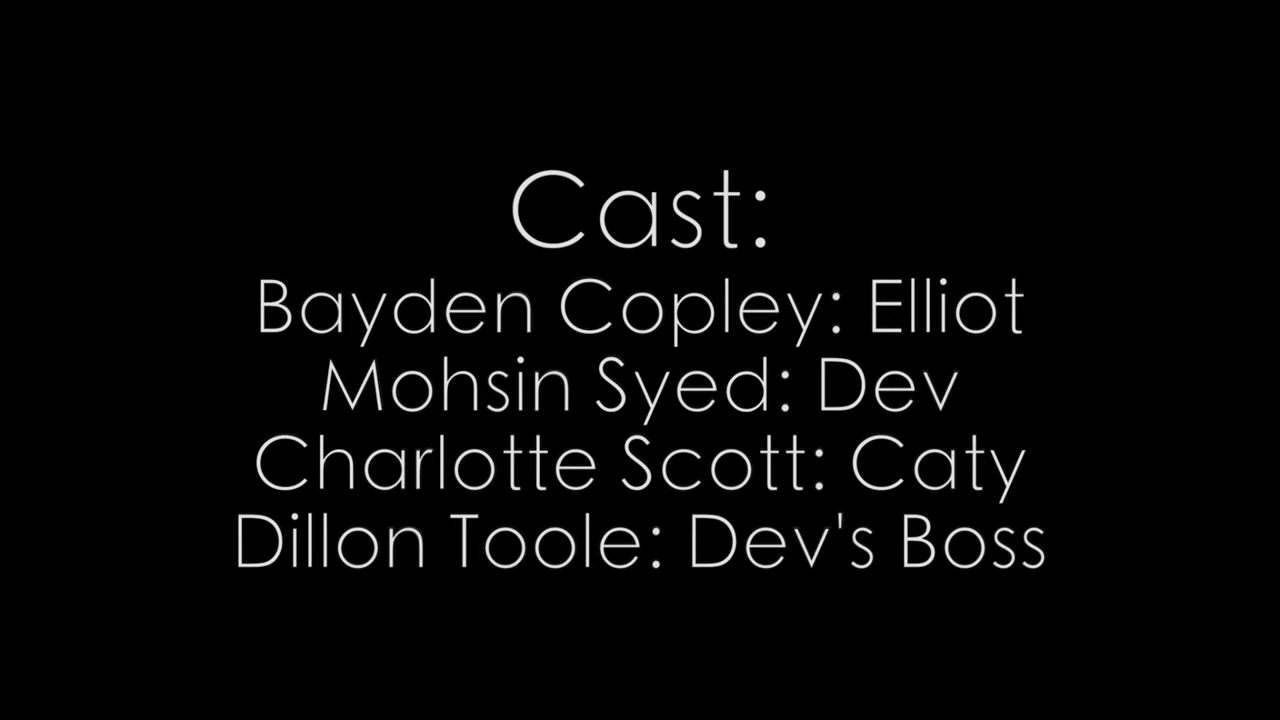 Cast:
Bayden Copley: Elliot
Mohsin Syed: Dev
Charlotte Scott: Caty
Dillon Toole: Dev's Boss